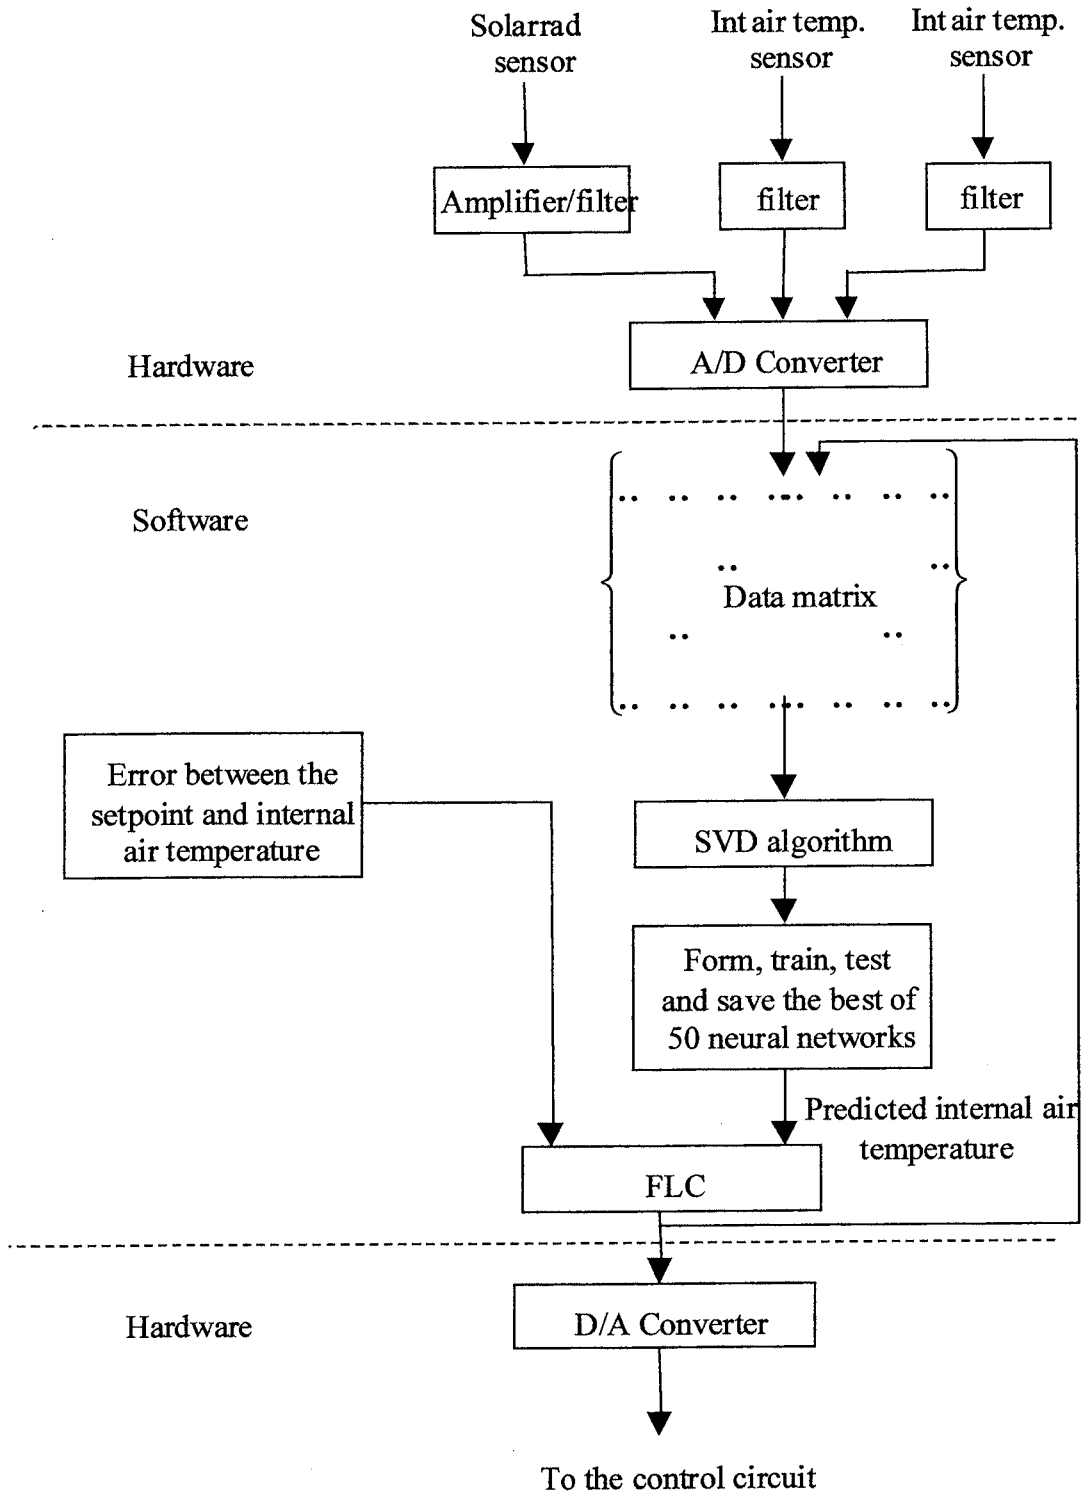 Solarrad
sensor
Int air temp.
sensor
Int air temp.
sensor
Amplifier/filter
filter
filter
A/D Converter
Hardware
Software
Data matrix
Error between the
setpoint and internal
air temperature
SVD algorithm
Form, train, test
and save the best of
50 neural networks
Predicted internal air
temperature
FLC
Hardware
D/A Converter
To the control circuit